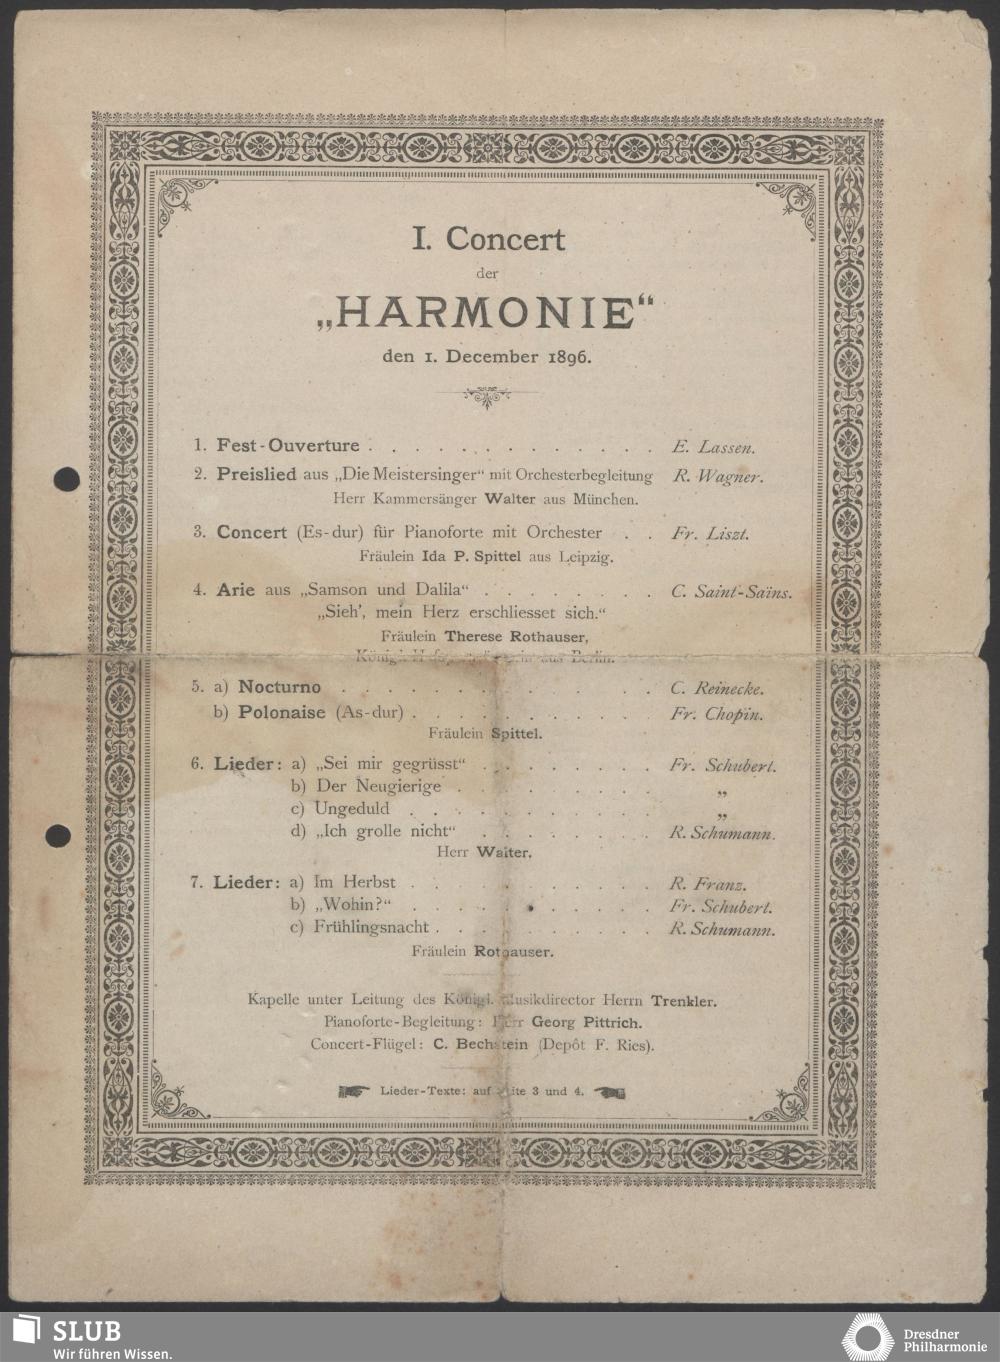 I. Concert
der
„HARMONIE“
den 1. December 1896.
1. Fest-Ouverture . . . . . . . . . . . . . E. Lassen.
2. Preislied aus „Die Meistersinger“ mit Orchesterbegleitung R. Wagner.
Herr Kammersänger Walter aus München.
3. Concert (Es-dur) für Pianoforte mit Orchester . . Fr. Liszt.
Fräulein Ida P. Spittel aus Leipzig.
4. Arie aus „Samson und Dalila“ . . . . . . . . C. Saint-Saïns.
„Sieh’, mein Herz erschliesset sich.“
Fräulein Therese Rothauser,
Königl. aus Berlin.
5. a) Nocturno . . . . . . . . . . . . . . C. Reinecke.
b) Polonaise (As-dur) . . . . . . . . . . . Fr. Chopin.
Fräulein Spittel.
6. Lieder: a) „Sei mir gegrüsst“ . . . . . . . . Fr. Schubert.
b) Der Neugierige . . . . . . . . . „
c) Ungeduld . . . . . . . . . . . „
d) „Ich grolle nicht“ . . . . . . . . R. Schumann.
Herr Walter.
7. Lieder: a) Im Herbst . . . . . . . . . . . R. Franz.
b) „Wohin?“ . . . . . . . . . . . Fr. Schubert.
c) Frühlingsnacht . . . . . . . . . . R. Schumann.
Fräulein Rothauser.
Kapelle unter Leitung des Königl. Musikdirector Herrn Trenkler.
Pianoforte-Begleitung: Herr Georg Pittrich.
Concert-Flügel: C. Bechstein (Depôt F. Ries).
Lieder-Texte: auf Seite 3 und 4.
SLUB
Wir führen Wissen.
Dresdner
Philharmonie